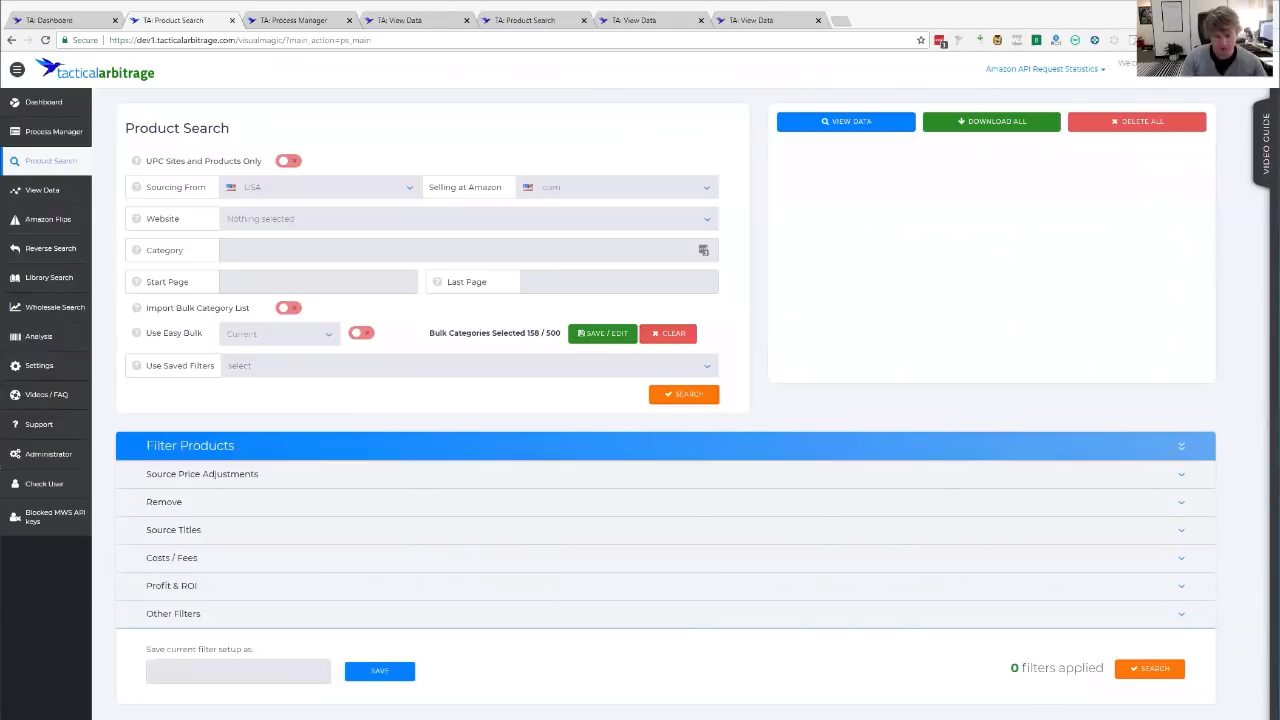 TA: Dashboard
TA: Product Search
TA: Process Manager
TA: View Data
TA: Product Search
TA: View Data
TA: View Data
Secure
https://dev1.tacticalarbitrage.com/visualmagic/?main_action=ps_main
tacticalarbitrage
Amazon API Request Statistics
Dashboard
Process Manager
Product Search
View Data
Amazon Flips
Reverse Search
Library Search
Wholesale Search
Analysis
Settings
Videos / FAQ
Support
Administrator
Check User
Blocked MWS API
keys
Product Search
UPC Sites and Products Only
Sourcing From
USA
Selling at Amazon
.com
Website
Nothing selected
Category
Start Page
Last Page
Import Bulk Category List
Use Easy Bulk
Current
Bulk Categories Selected 158 / 500
SAVE / EDIT
CLEAR
Use Saved Filters
select
SEARCH
VIEW DATA
DOWNLOAD ALL
DELETE ALL
VIDEO GUIDE
Filter Products
Source Price Adjustments
Remove
Source Titles
Costs / Fees
Profit & ROI
Other Filters
Save current filter setup as:
SAVE
0 filters applied
SEARCH